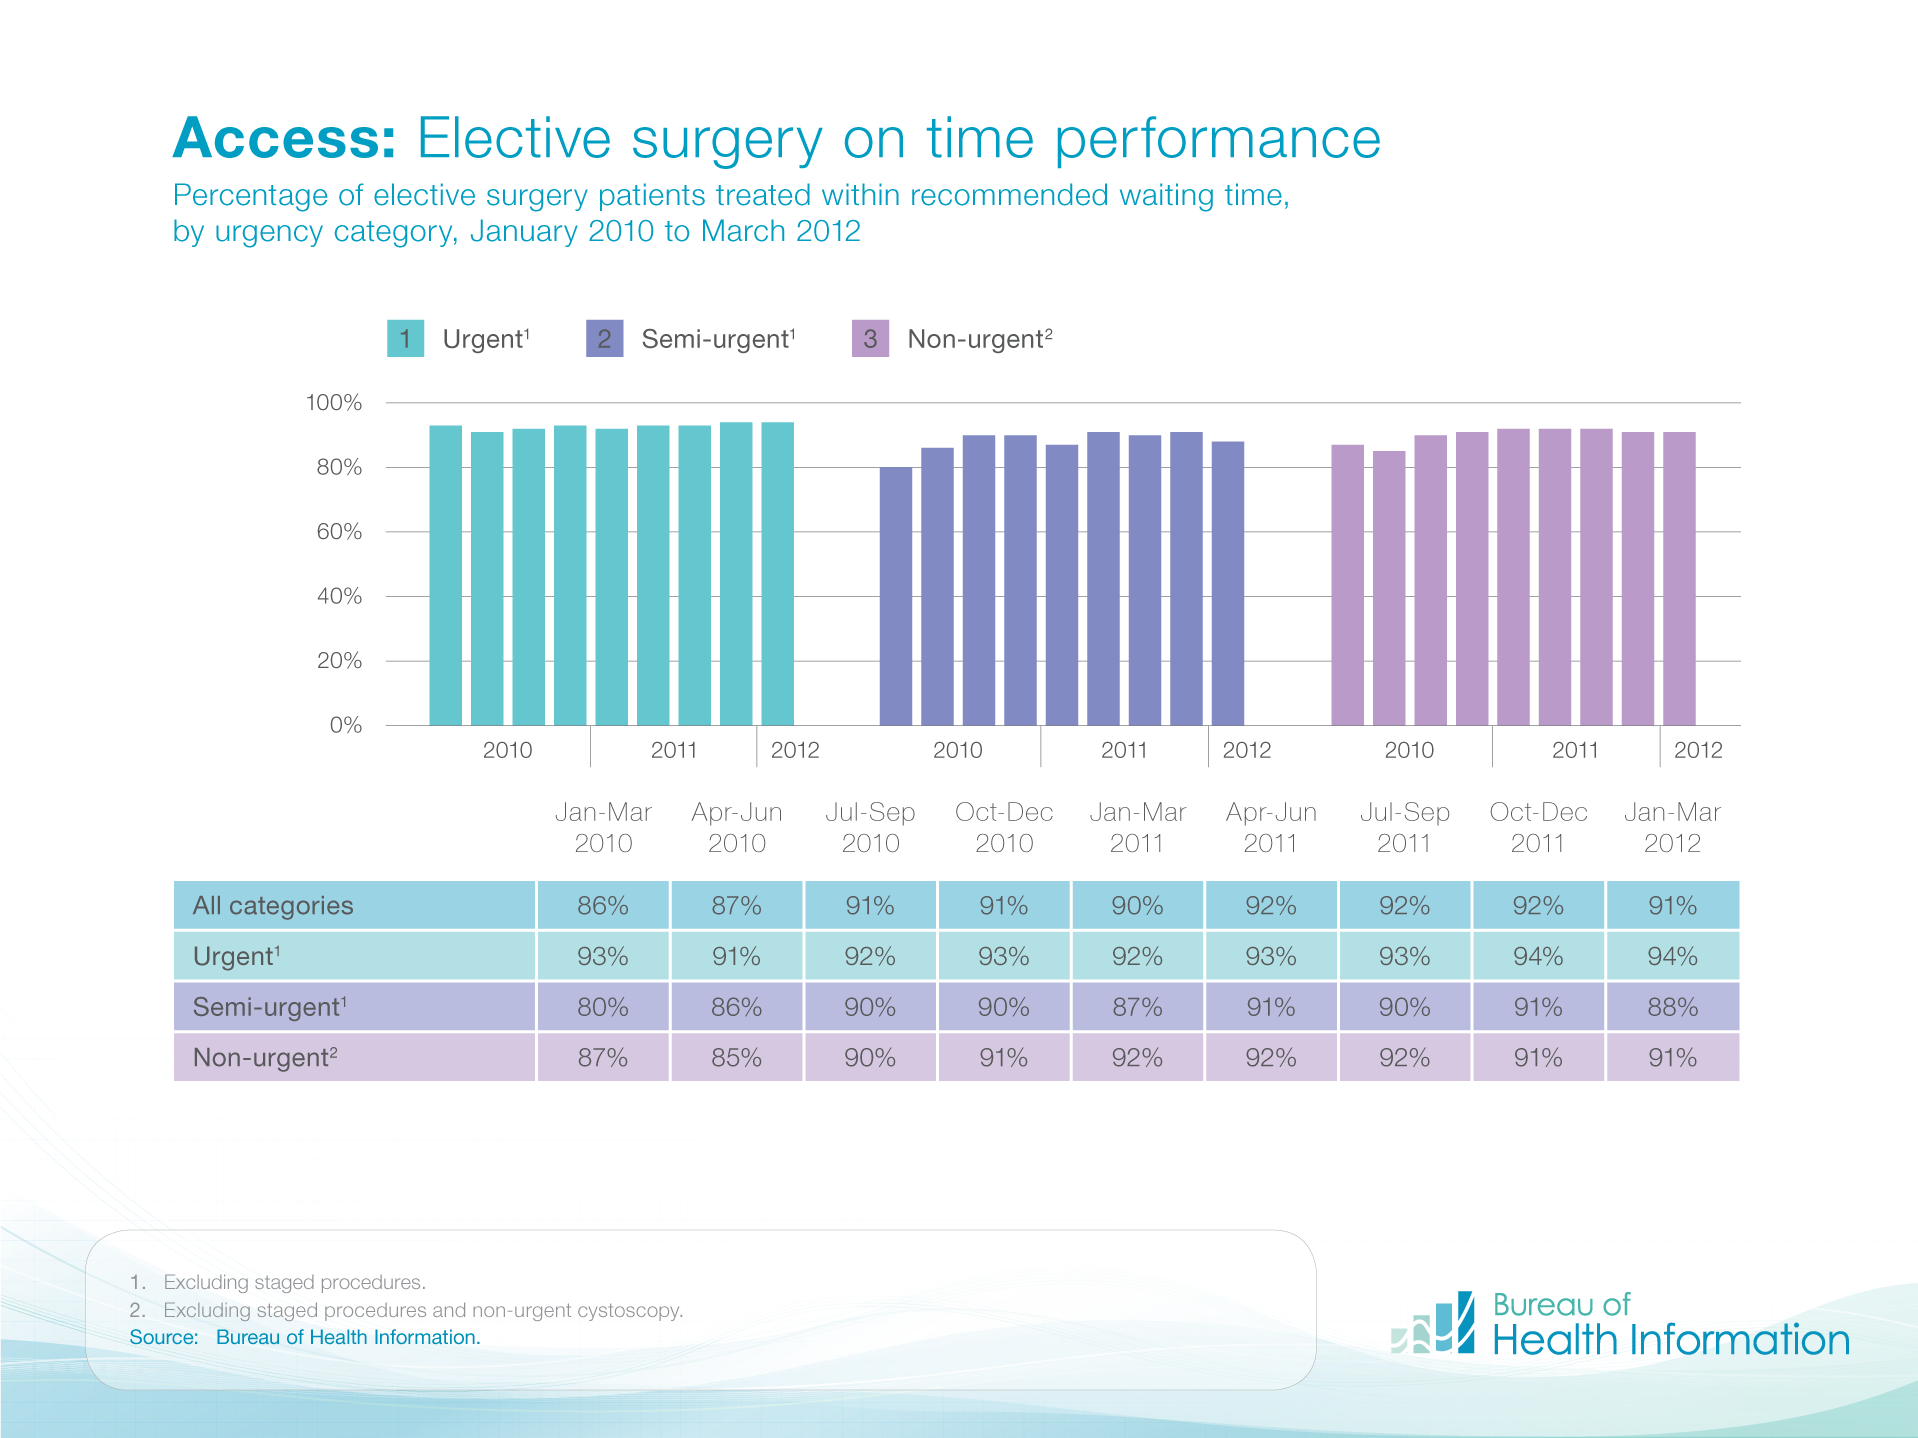 Access: Elective surgery on time performance
Percentage of elective surgery patients treated within recommended waiting time,
by urgency category, January 2010 to March 2012
1 Urgent¹ 2 Semi-urgent¹ 3 Non-urgent²
100%
80%
60%
40%
20%
0%
2010 2011 2012 2010 2011 2012 2010 2011 2012
Jan-Mar Apr-Jun Jul-Sep Oct-Dec Jan-Mar Apr-Jun Jul-Sep Oct-Dec Jan-Mar
2010 2010 2010 2010 2011 2011 2011 2011 2012
All categories 86% 87% 91% 91% 90% 92% 92% 92% 91%
Urgent¹ 93% 91% 92% 93% 92% 93% 93% 94% 94%
Semi-urgent¹ 80% 86% 90% 90% 87% 91% 90% 91% 88%
Non-urgent² 87% 85% 90% 91% 92% 92% 92% 91% 91%
1. Excluding staged procedures.
2. Excluding staged procedures and non-urgent cystoscopy.
Source: Bureau of Health Information.
Bureau of
Health Information